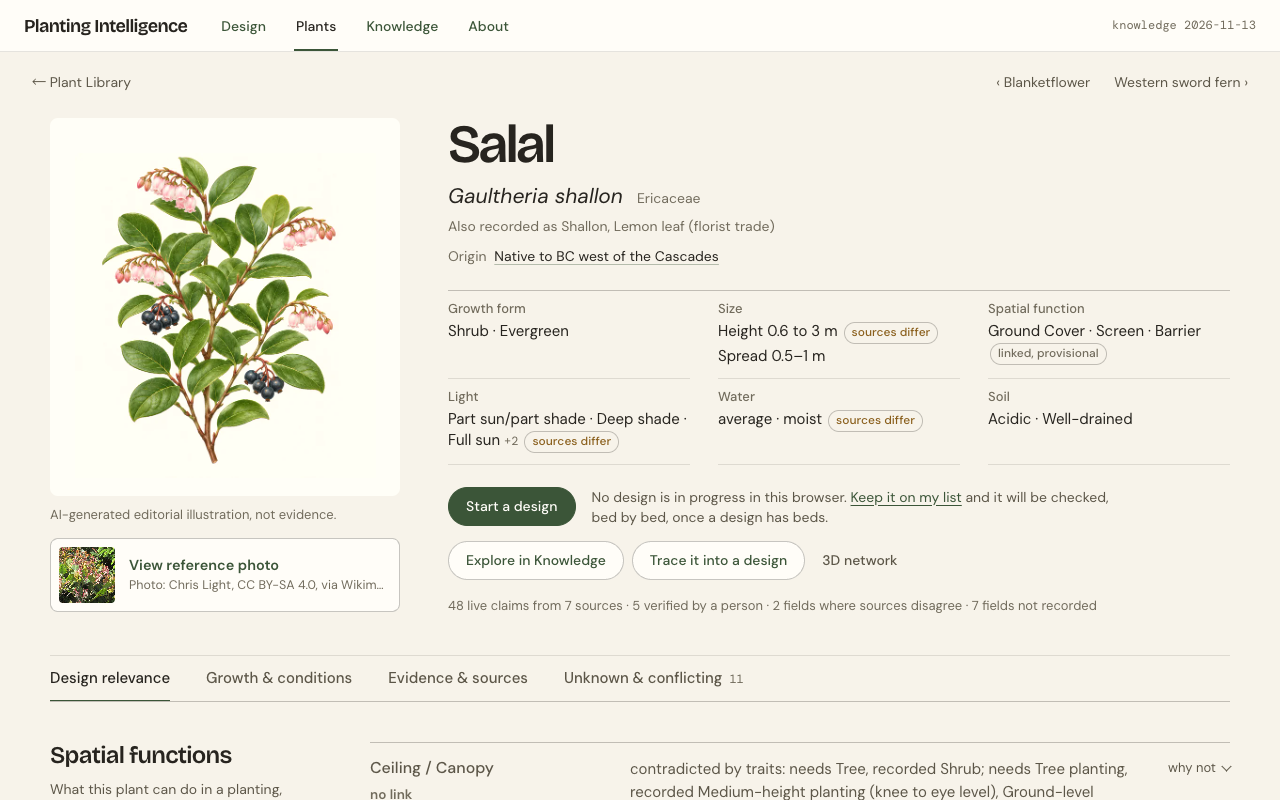 Planting Intelligence
Design
Plants
Knowledge
About
knowledge 2026-11-13
← Plant Library
‹ Blanketflower
Western sword fern ›
Salal
Gaultheria shallon Ericaceae
Also recorded as Shallon, Lemon leaf (florist trade)
Origin Native to BC west of the Cascades
Growth form
Shrub · Evergreen
Size
Height 0.6 to 3 m sources differ
Spread 0.5–1 m
Spatial function
Ground Cover · Screen · Barrier
linked, provisional
Light
Part sun/part shade · Deep shade ·
Full sun +2 sources differ
Water
average · moist sources differ
Soil
Acidic · Well-drained
AI-generated editorial illustration, not evidence.
View reference photo
Photo: Chris Light, CC BY-SA 4.0, via Wikim…
Start a design
No design is in progress in this browser. Keep it on my list and it will be checked,
bed by bed, once a design has beds.
Explore in Knowledge
Trace it into a design
3D network
48 live claims from 7 sources · 5 verified by a person · 2 fields where sources disagree · 7 fields not recorded
Design relevance
Growth & conditions
Evidence & sources
Unknown & conflicting 11
Spatial functions
What this plant can do in a planting,
Ceiling / Canopy
no link
contradicted by traits: needs Tree, recorded Shrub; needs Tree planting,
recorded Medium-height planting (knee to eye level), Ground-level
why not